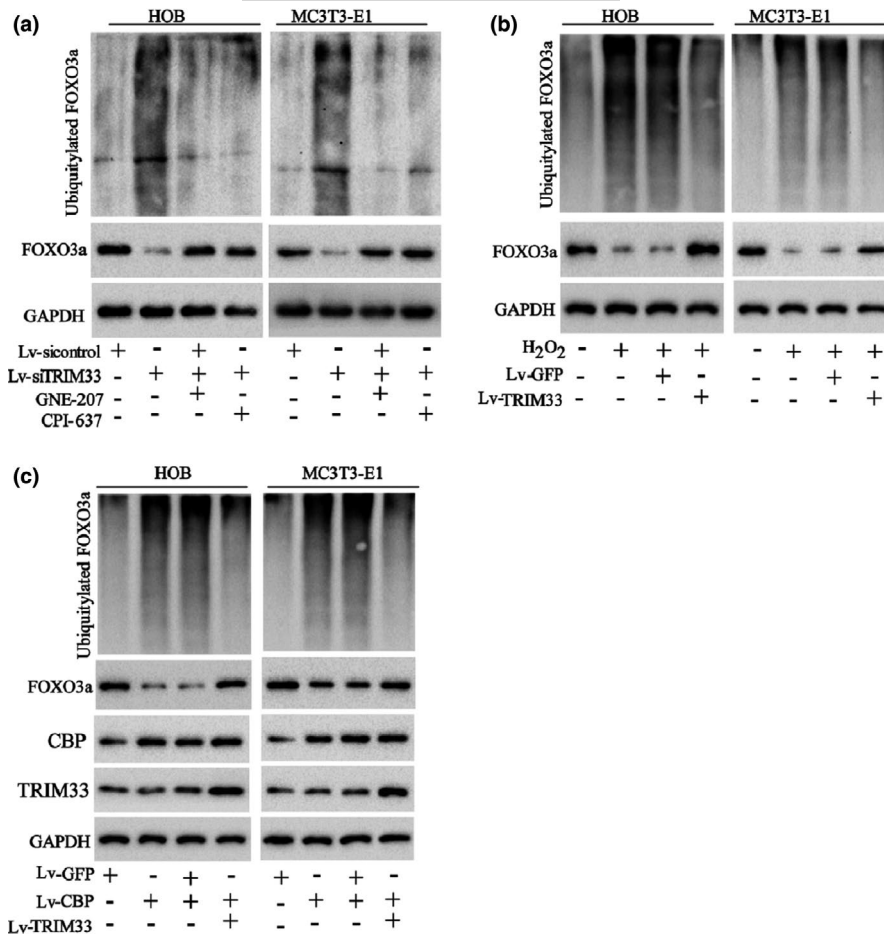 (a)
HOB MC3T3-E1
Ubiquitylated FOXO3a
FOXO3a
GAPDH
Lv-sicontrol + - + - + - + -
Lv-siTRIM33 - + + + - + + +
GNE-207 - - + - - - + -
CPI-637 - - - + - - - +
(b)
HOB MC3T3-E1
Ubiquitylated FOXO3a
FOXO3a
GAPDH
H2O2 - + + + - + + +
Lv-GFP - - + - - - + -
Lv-TRIM33 - - - + - - - +
(c)
HOB MC3T3-E1
Ubiquitylated FOXO3a
FOXO3a
CBP
TRIM33
GAPDH
Lv-GFP + - + - + - + -
Lv-CBP - + + + - + + +
Lv-TRIM33 - - - + - - - +